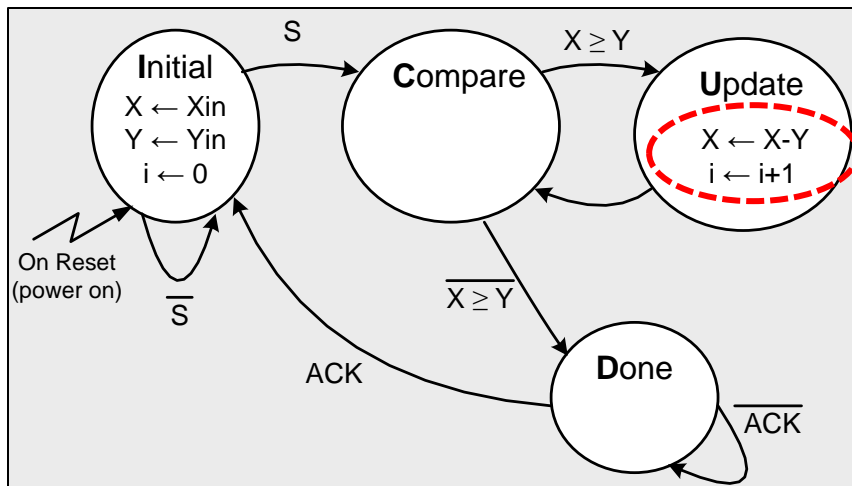 S
X ≥ Y
Initial
X ← Xin
Y ← Yin
i ← 0
Compare
Update
X ← X-Y
i ← i+1
On Reset
(power on)
S̅
X ≥ Y
ACK
Done
ACK